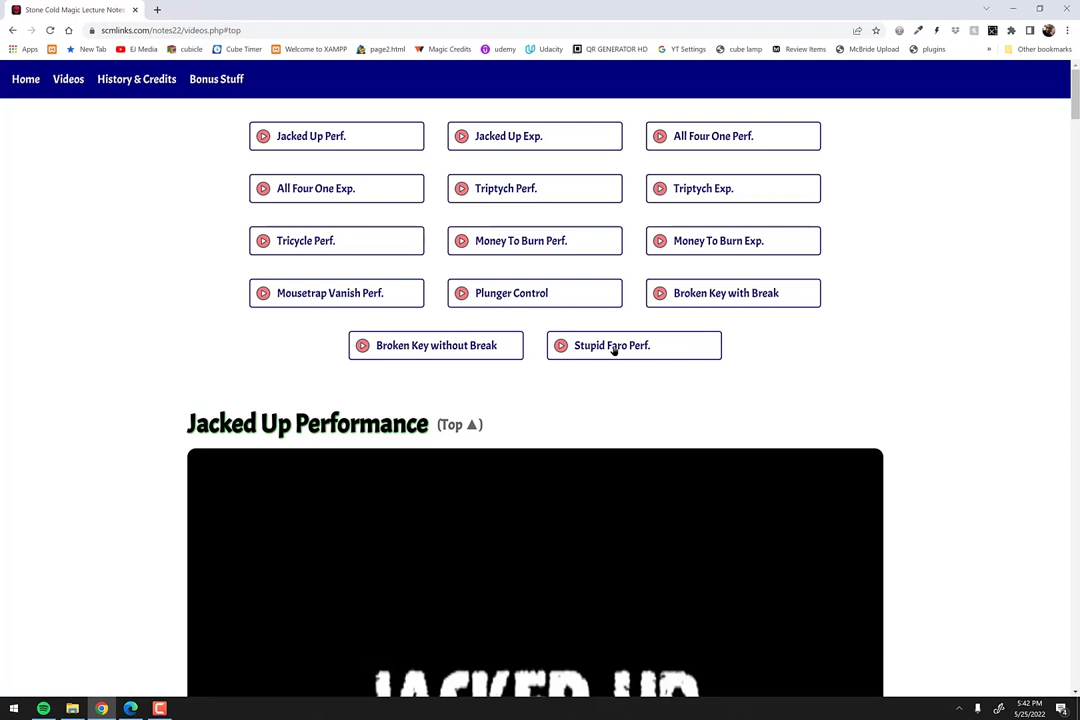 Stone Cold Magic Lecture Notes
scmlinks.com/notes22/videos.php#top
Apps New Tab EJ Media cubicle Cube Timer Welcome to XAMPP page2.html Magic Credits udemy Udacity QR GENERATOR HD YT Settings cube lamp Review Items McBride Upload plugins » Other bookmarks
Home Videos History & Credits Bonus Stuff
Jacked Up Perf. Jacked Up Exp. All Four One Perf.
All Four One Exp. Triptych Perf. Triptych Exp.
Tricycle Perf. Money To Burn Perf. Money To Burn Exp.
Mousetrap Vanish Perf. Plunger Control Broken Key with Break
Broken Key without Break Stupid Faro Perf.
Jacked Up Performance (Top ▲)
JACKED UP
5:42 PM
5/25/2022